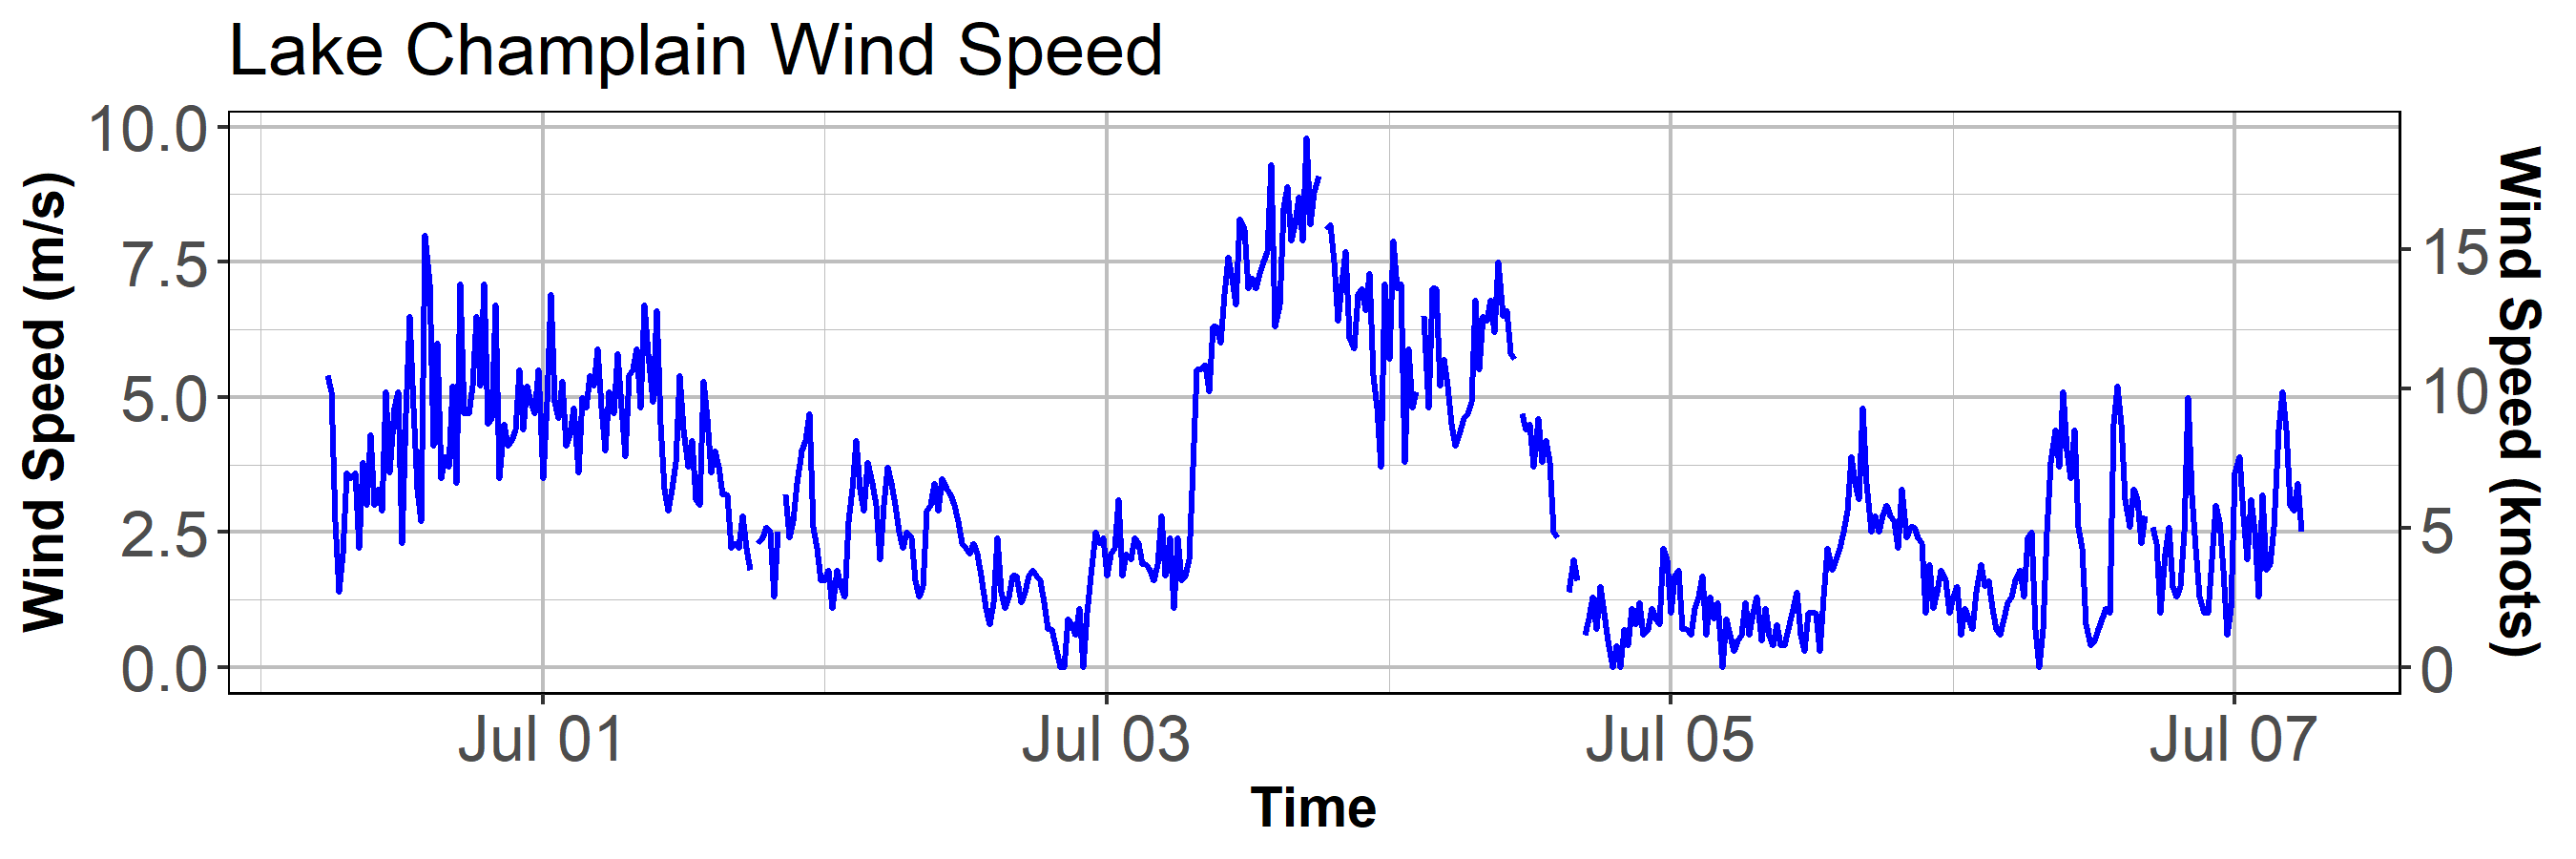 Lake Champlain Wind Speed
Wind Speed (m/s)
10.0
7.5
5.0
2.5
0.0
Wind Speed (knots)
15
10
5
0
Jul 01
Jul 03
Jul 05
Jul 07
Time